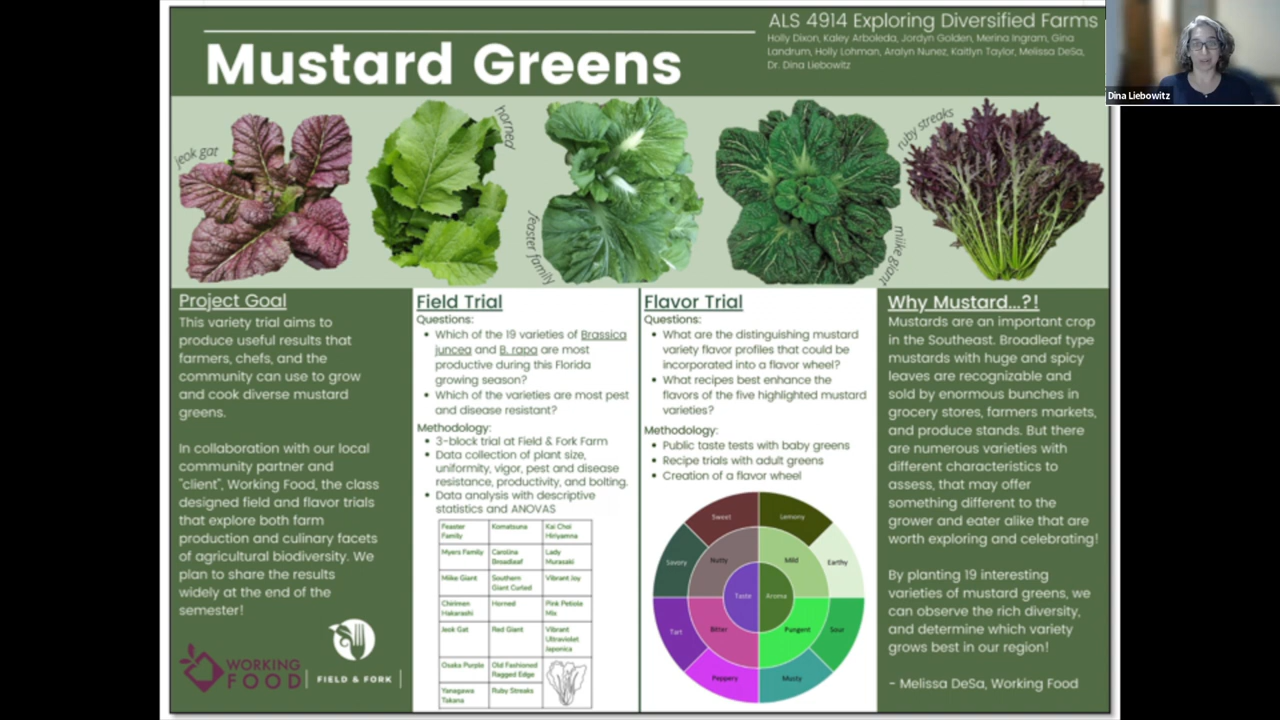 ALS 4914 Exploring Diversified Farms
Holly Dixon, Kaley Arboleda, Jordyn Golden, Merina Ingram, Gina
Landrum, Holly Lohman, Aralyn Nunez, Kaitlyn Taylor, Melissa DeSa,
Dr. Dina Liebowitz
Mustard Greens
Dina Liebowitz
jeok gat
horned
feaster family
miike giant
ruby streaks
Project Goal
This variety trial aims to
produce useful results that
farmers, chefs, and the
community can use to grow
and cook diverse mustard
greens.
In collaboration with our local
community partner and
"client", Working Food, the class
designed field and flavor trials
that explore both farm
production and culinary facets
of agricultural biodiversity. We
plan to share the results
widely at the end of the
semester!
WORKING
FOOD
FIELD & FORK
Field Trial
Questions:
• Which of the 19 varieties of Brassica
juncea and B. rapa are most
productive during this Florida
growing season?
• Which of the varieties are most pest
and disease resistant?
Methodology:
• 3-block trial at Field & Fork Farm
• Data collection of plant size,
uniformity, vigor, pest and disease
resistance, productivity, and bolting.
• Data analysis with descriptive
statistics and ANOVAS
Feaster Family
Komatsuna
Kai Choi Hiriyamna
Myers Family
Carolina Broadleaf
Lady Murasaki
Miike Giant
Southern Giant Curled
Vibrant Joy
Chirimen Hakarashi
Horned
Pink Petiole Mix
Jeok Gat
Red Giant
Vibrant Ultraviolet Japonica
Osaka Purple
Old Fashioned Ragged Edge
Yanagawa Takana
Ruby Streaks
Flavor Trial
Questions:
• What are the distinguishing mustard
variety flavor profiles that could be
incorporated into a flavor wheel?
• What recipes best enhance the
flavors of the five highlighted mustard
varieties?
Methodology:
• Public taste tests with baby greens
• Recipe trials with adult greens
• Creation of a flavor wheel
Sweet
Lemony
Savory
Nutty
Mild
Earthy
Taste
Aroma
Tart
Bitter
Pungent
Sour
Peppery
Musty
Why Mustard...?!
Mustards are an important crop
in the Southeast. Broadleaf type
mustards with huge and spicy
leaves are recognizable and
sold by enormous bunches in
grocery stores, farmers markets,
and produce stands. But there
are numerous varieties with
different characteristics to
assess, that may offer
something different to the
grower and eater alike that are
worth exploring and celebrating!
By planting 19 interesting
varieties of mustard greens, we
can observe the rich diversity,
and determine which variety
grows best in our region!
- Melissa DeSa, Working Food